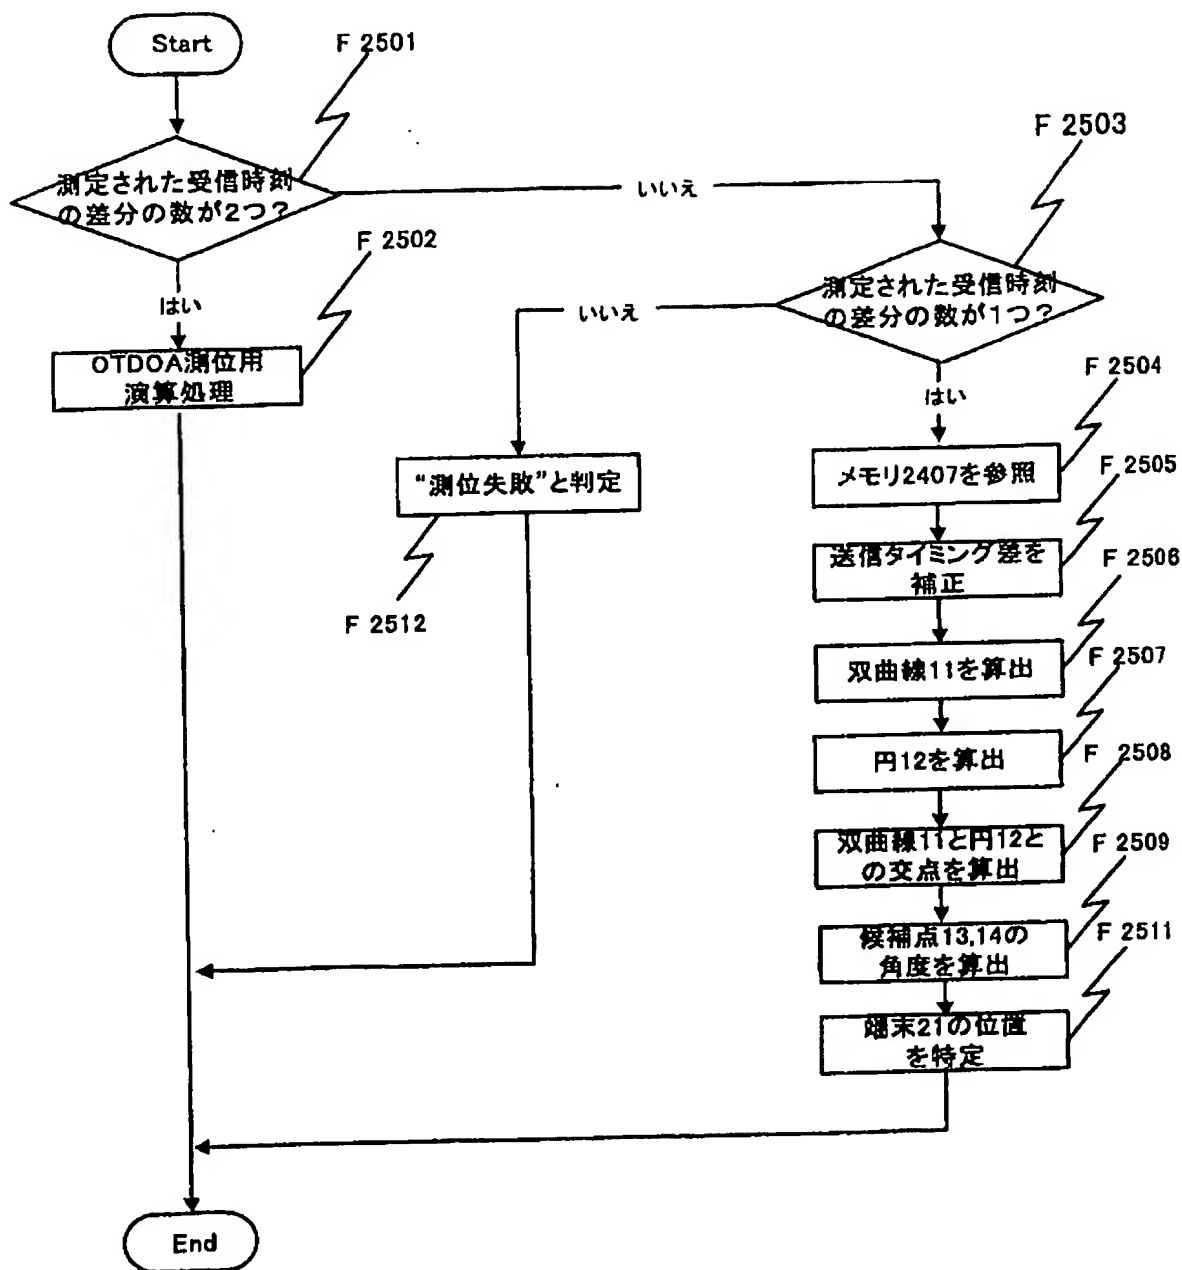 Start
F 2501
測定された受信時刻
の差分の数が2つ?
いいえ
F 2503
はい
F 2502
測定された受信時刻
の差分の数が1つ?
いいえ
OTDOA測位用
演算処理
はい
F 2504
"測位失敗"と判定
F 2512
メモリ2407を参照
F 2505
送信タイミング差を
補正
F 2506
双曲線11を算出
F 2507
円12を算出
F 2508
双曲線11と円12と
の交点を算出
F 2509
候補点13,14の
角度を算出
F 2511
端末21の位置
を特定
End